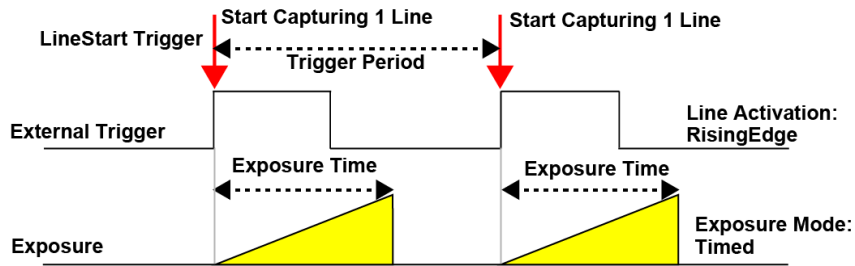 Start Capturing 1 Line
Start Capturing 1 Line
LineStart Trigger
Trigger Period
External Trigger
Line Activation:
RisingEdge
Exposure Time
Exposure Time
Exposure
Exposure Mode:
Timed